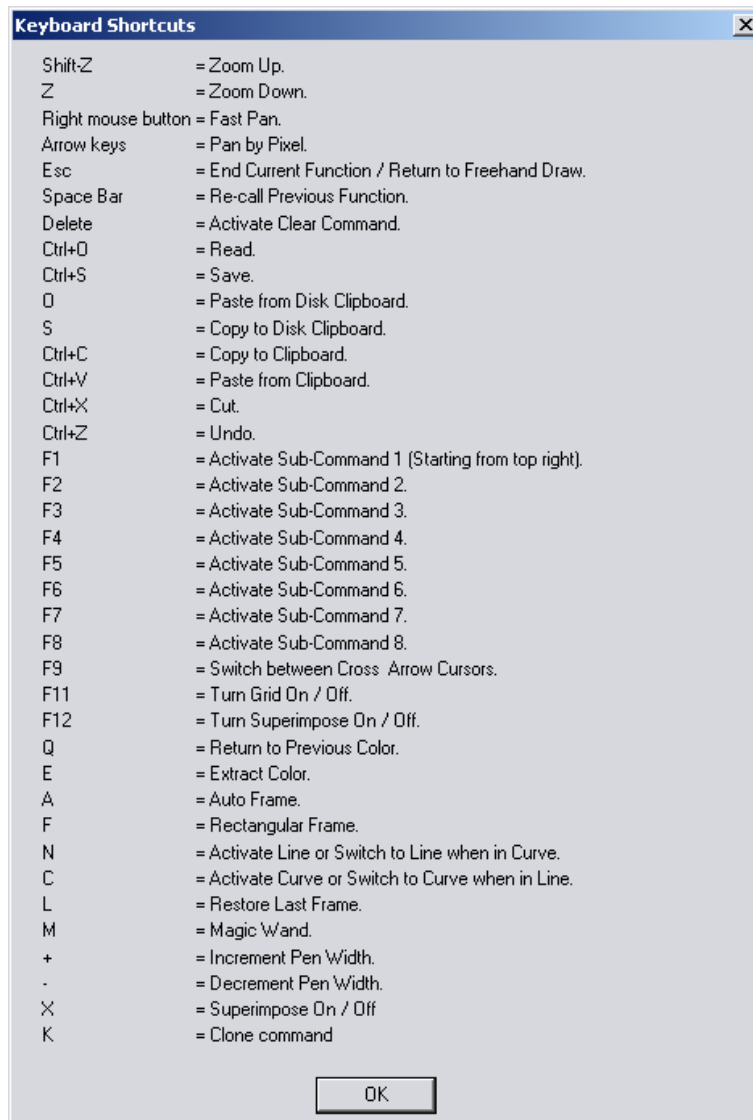 Keyboard Shortcuts
Shift-Z = Zoom Up.
Z = Zoom Down.
Right mouse button = Fast Pan.
Arrow keys = Pan by Pixel.
Esc = End Current Function / Return to Freehand Draw.
Space Bar = Re-call Previous Function.
Delete = Activate Clear Command.
Ctrl+O = Read.
Ctrl+S = Save.
O = Paste from Disk Clipboard.
S = Copy to Disk Clipboard.
Ctrl+C = Copy to Clipboard.
Ctrl+V = Paste from Clipboard.
Ctrl+X = Cut.
Ctrl+Z = Undo.
F1 = Activate Sub-Command 1 (Starting from top right).
F2 = Activate Sub-Command 2.
F3 = Activate Sub-Command 3.
F4 = Activate Sub-Command 4.
F5 = Activate Sub-Command 5.
F6 = Activate Sub-Command 6.
F7 = Activate Sub-Command 7.
F8 = Activate Sub-Command 8.
F9 = Switch between Cross Arrow Cursors.
F11 = Turn Grid On / Off.
F12 = Turn Superimpose On / Off.
Q = Return to Previous Color.
E = Extract Color.
A = Auto Frame.
F = Rectangular Frame.
N = Activate Line or Switch to Line when in Curve.
C = Activate Curve or Switch to Curve when in Line.
L = Restore Last Frame.
M = Magic Wand.
+ = Increment Pen Width.
- = Decrement Pen Width.
X = Superimpose On / Off
K = Clone command
OK